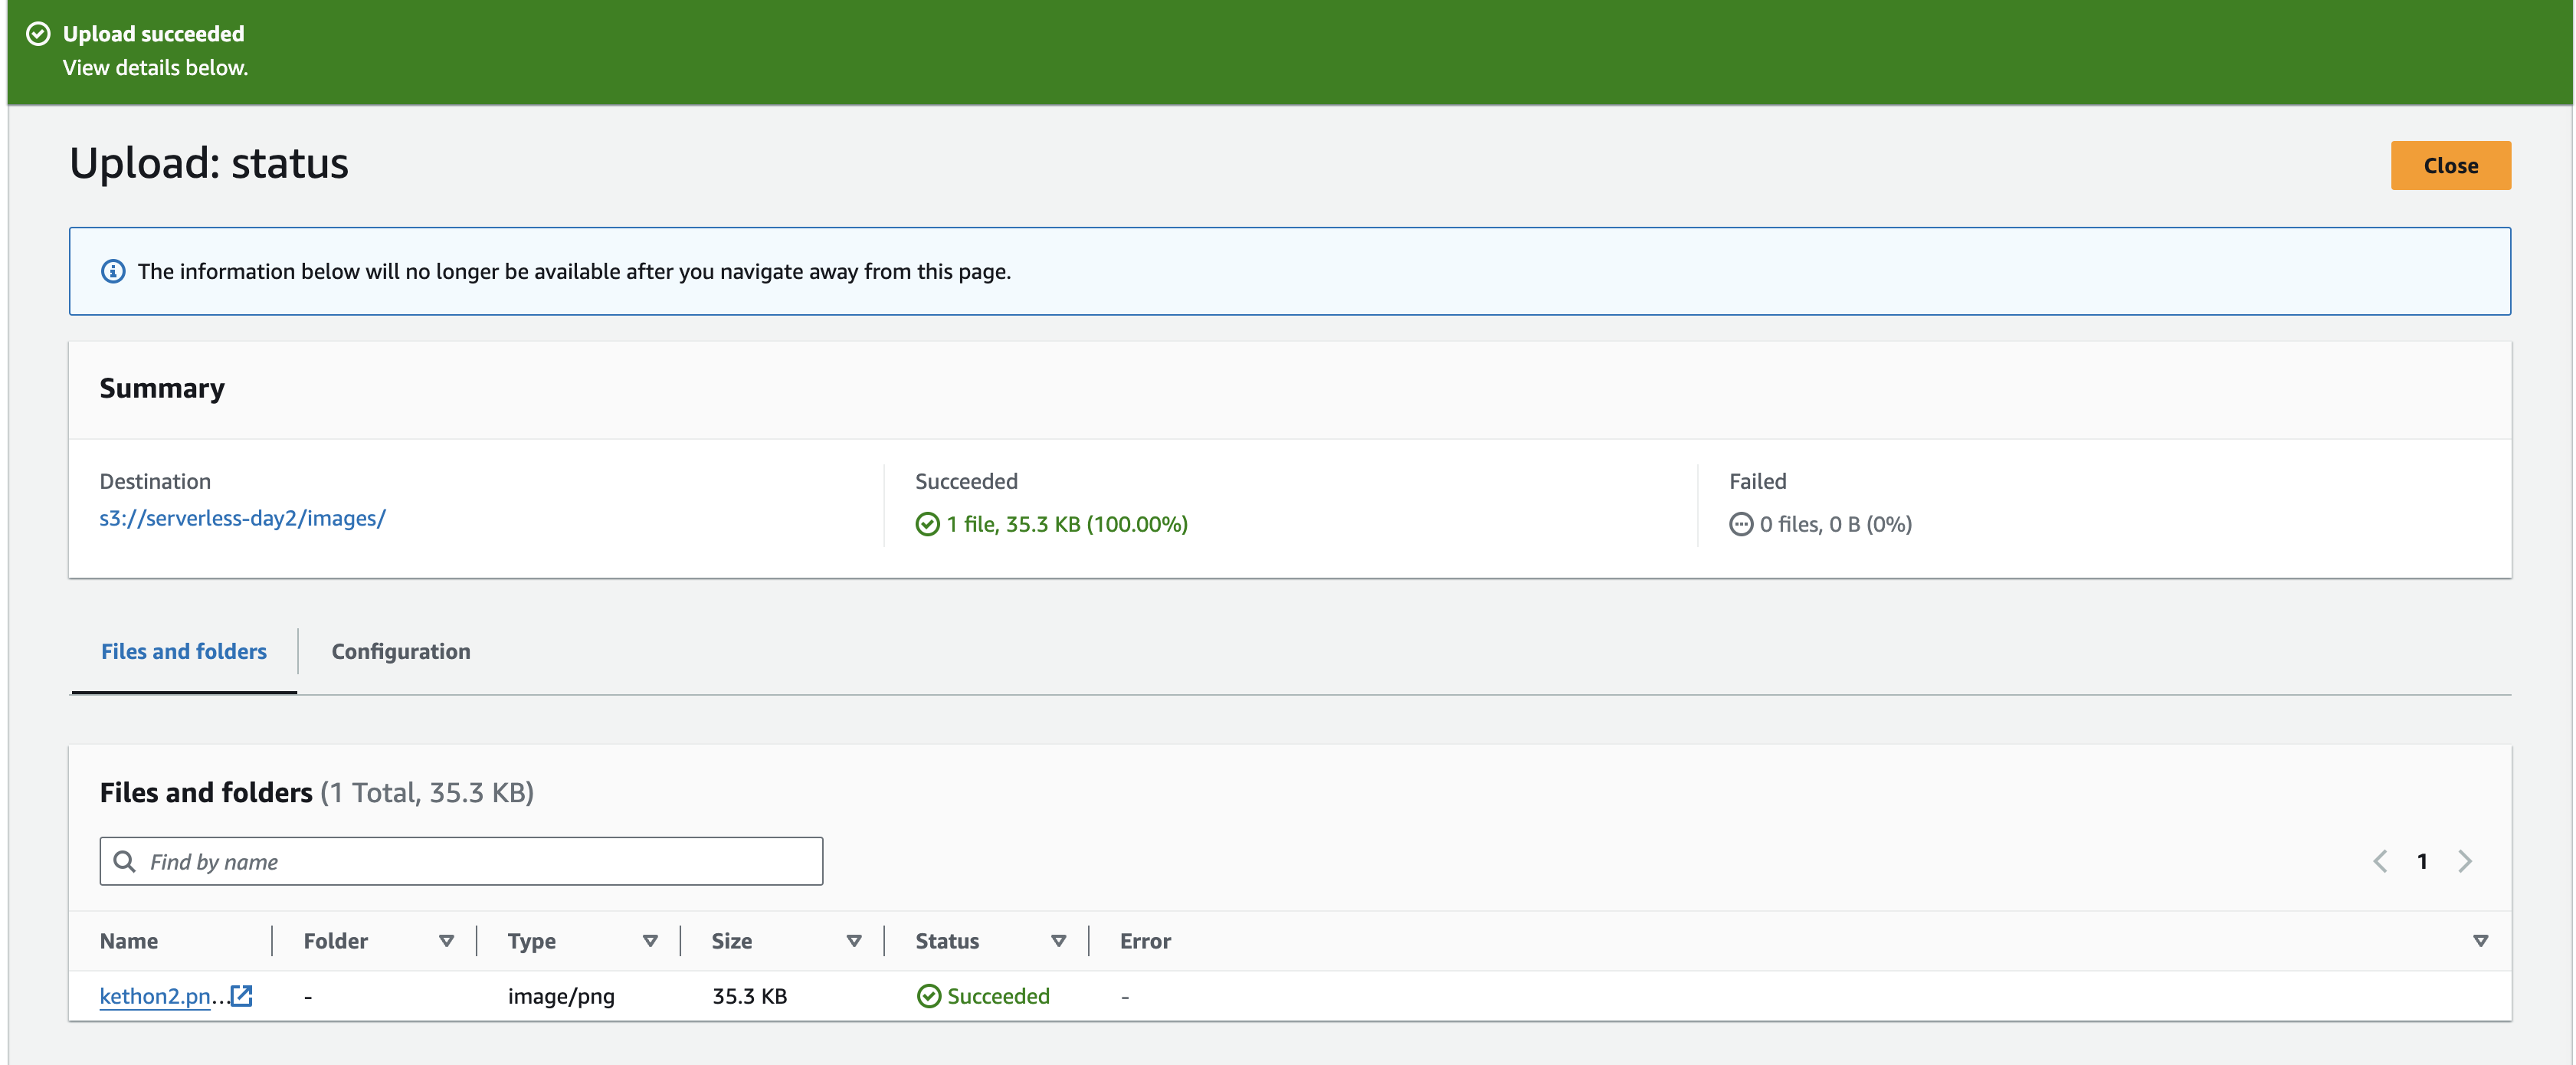 Upload succeeded
View details below.
Upload: status
Close
The information below will no longer be available after you navigate away from this page.
Summary
Destination
s3://serverless-day2/images/
Succeeded
1 file, 35.3 KB (100.00%)
Failed
0 files, 0 B (0%)
Files and folders
Configuration
Files and folders (1 Total, 35.3 KB)
Find by name
1
Name Folder Type Size Status Error
kethon2.pn... - image/png 35.3 KB Succeeded -